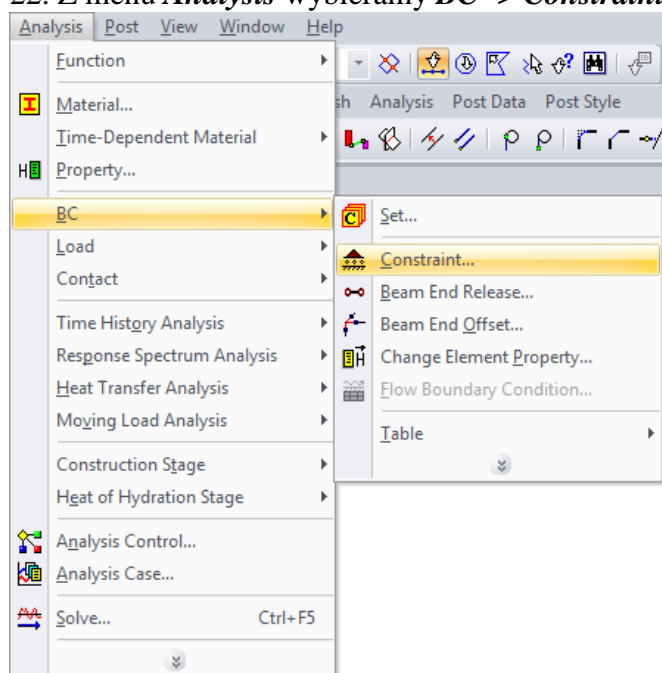 22. Z menu Analysis wybieramy BC -> Constraint
Analysis Post View Window Help
Function
Material...
Time-Dependent Material
Property...
BC
Load
Contact
Time History Analysis
Response Spectrum Analysis
Heat Transfer Analysis
Moving Load Analysis
Construction Stage
Heat of Hydration Stage
Analysis Control...
Analysis Case...
Solve... Ctrl+F5
sh Analysis Post Data Post Style
Set...
Constraint...
Beam End Release...
Beam End Offset...
Change Element Property...
Flow Boundary Condition...
Table